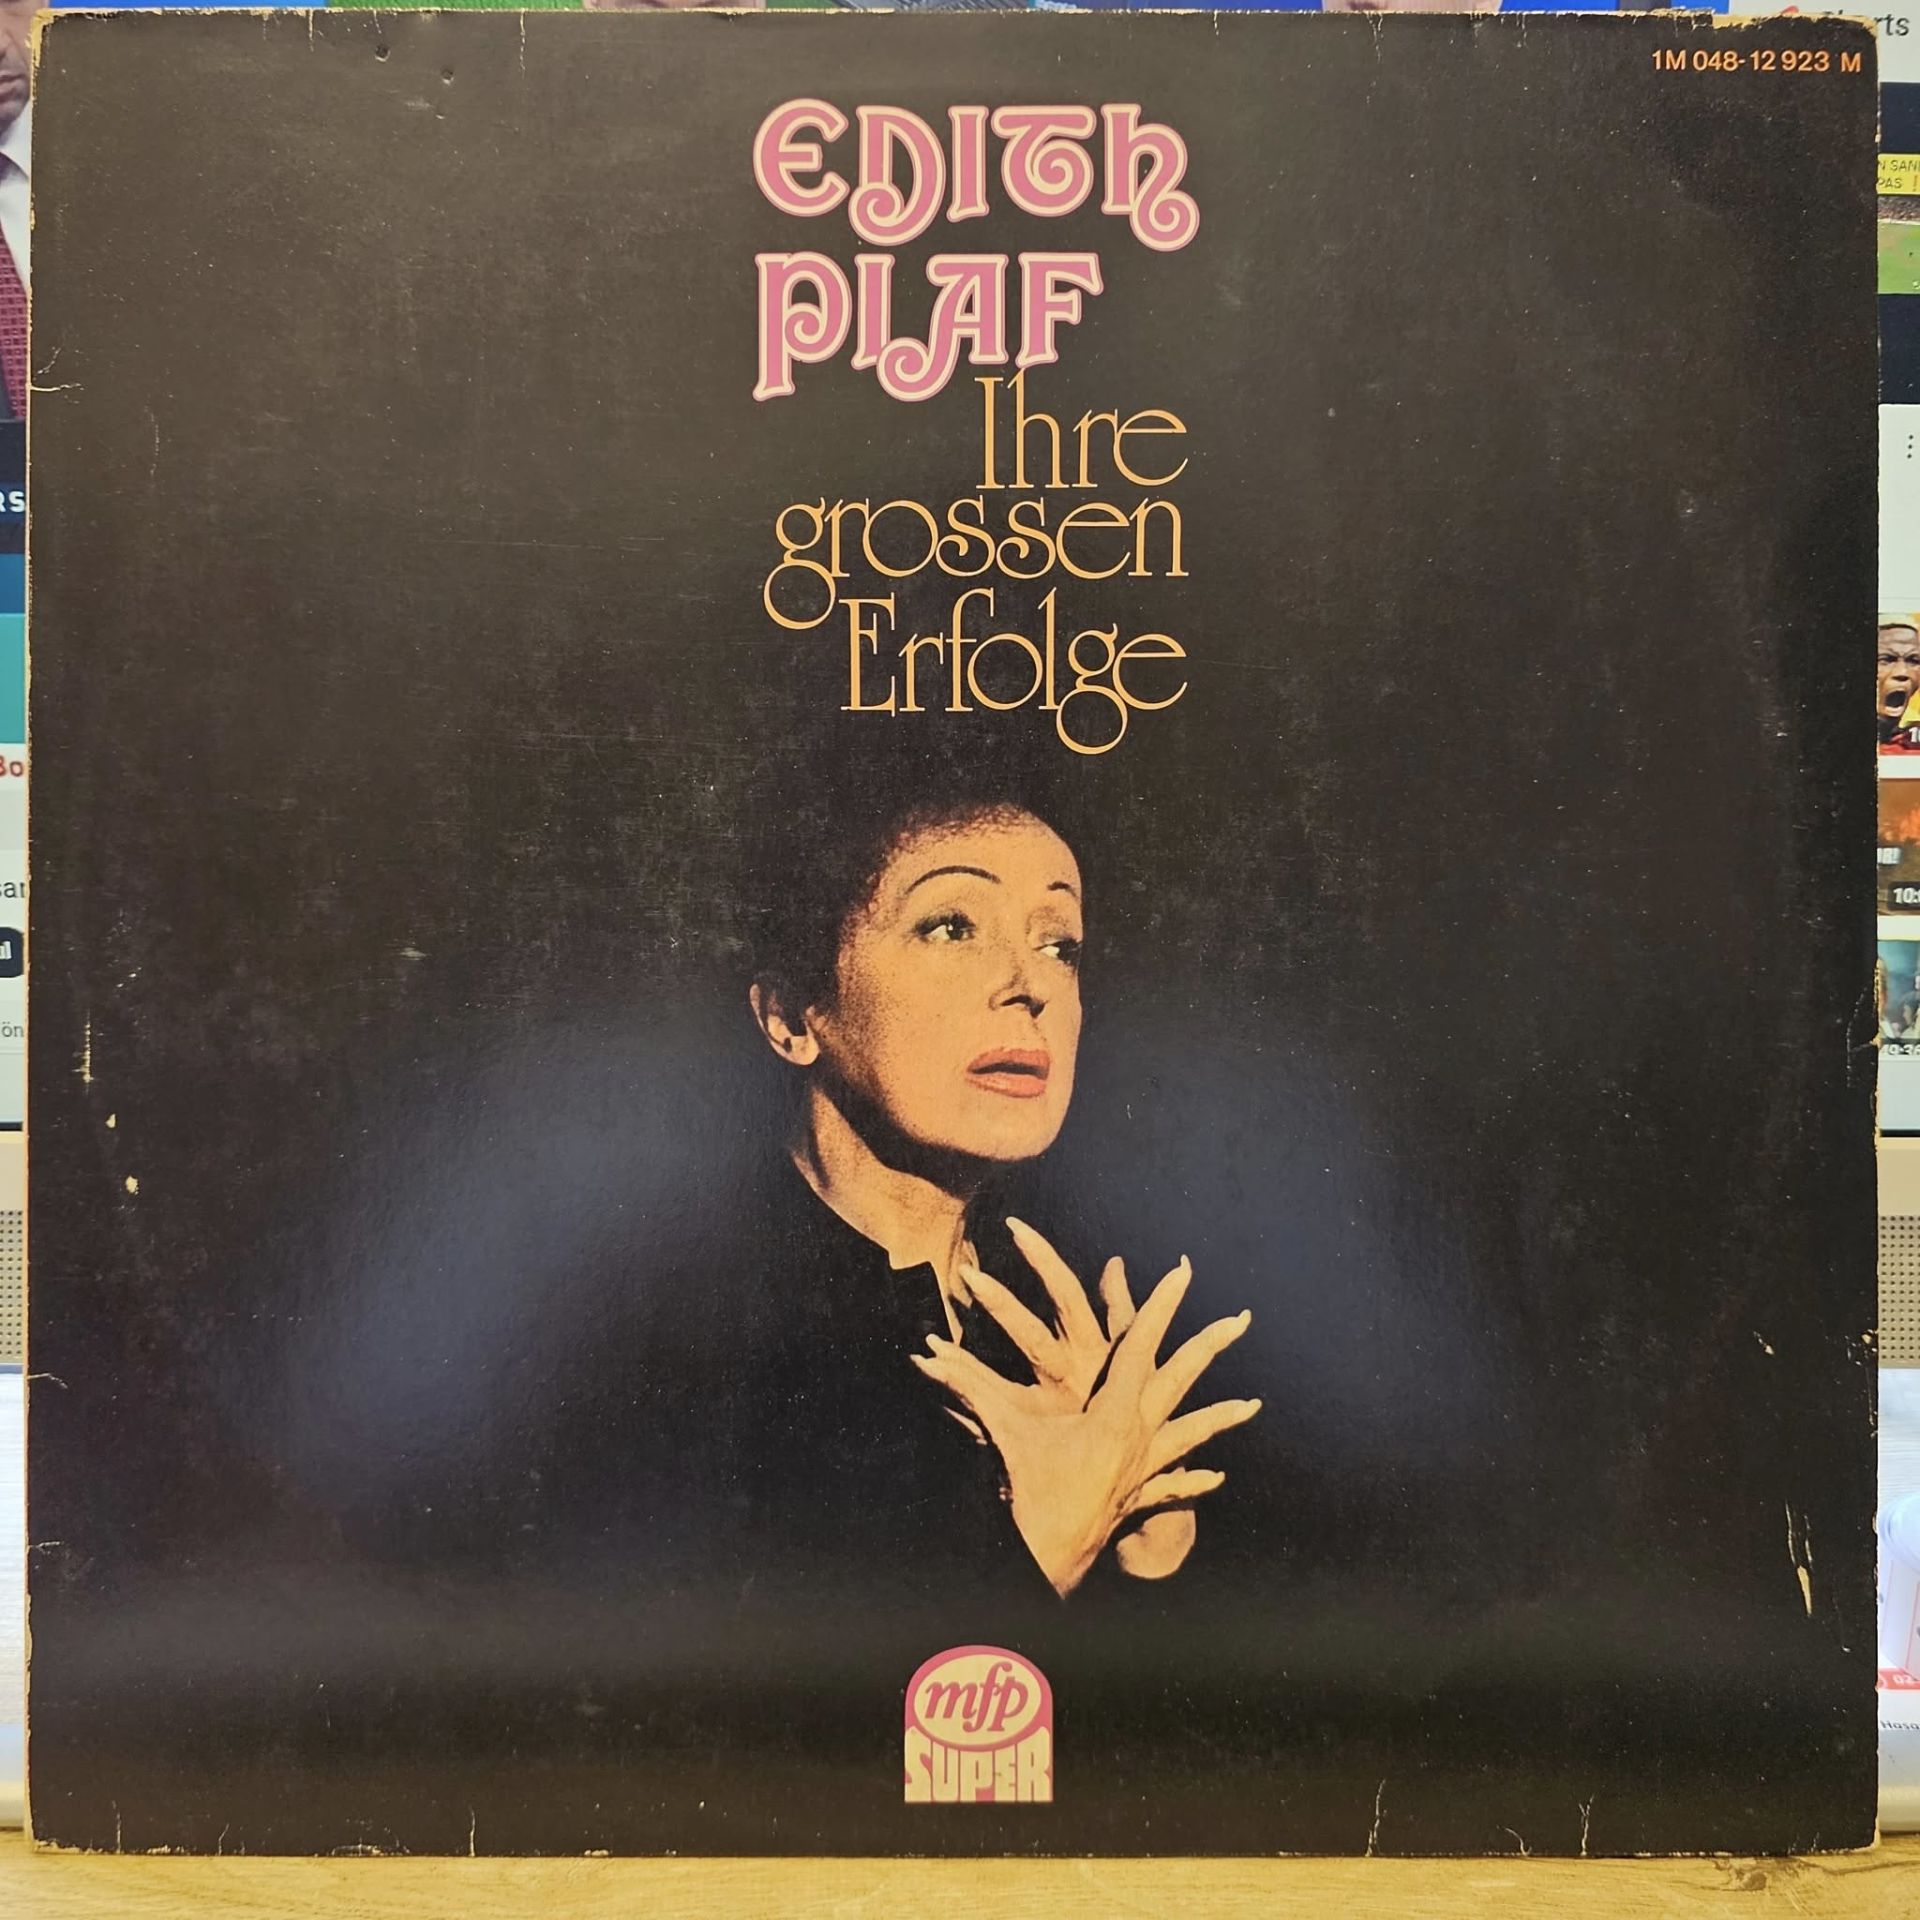 1M 048-12 923 M
EDITH
PIAF
Ihre
grossen
Erfolge
mfp
SUPER